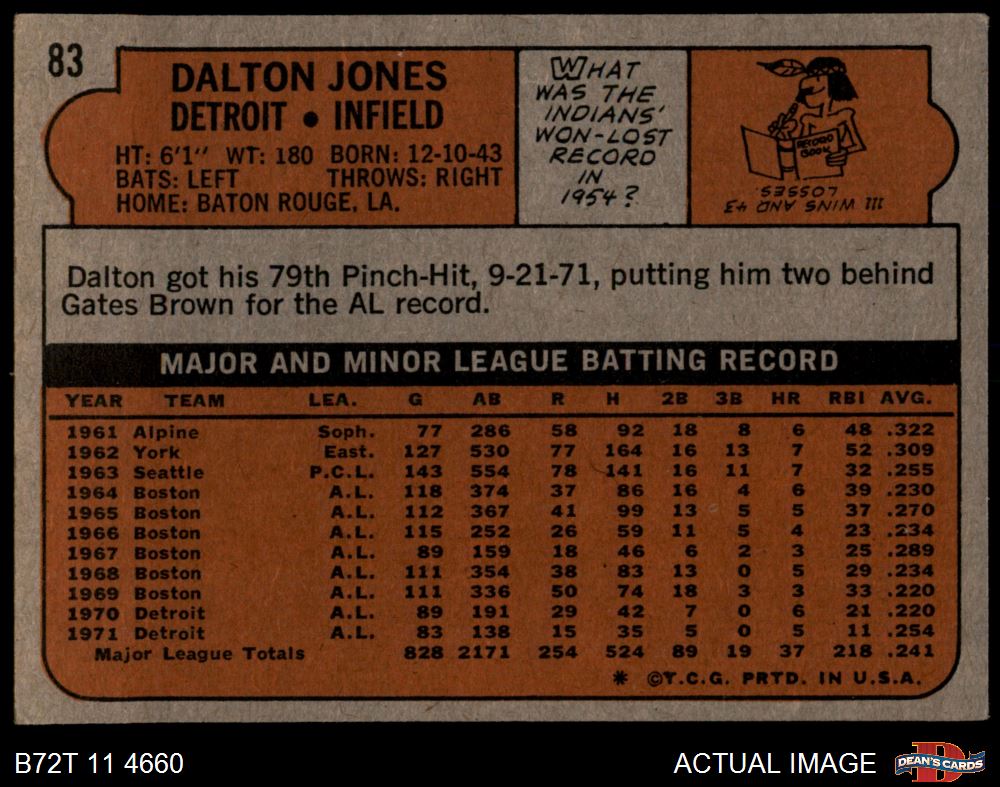 83
DALTON JONES
DETROIT • INFIELD
HT: 6'1" WT: 180 BORN: 12-10-43
BATS: LEFT THROWS: RIGHT
HOME: BATON ROUGE, LA.
WHAT
WAS THE
INDIANS'
WON-LOST
RECORD
IN
1954?
RECORD
BOOK
111 WINS AND 43
LOSSES.
Dalton got his 79th Pinch-Hit, 9-21-71, putting him two behind
Gates Brown for the AL record.
MAJOR AND MINOR LEAGUE BATTING RECORD
YEAR TEAM LEA. G AB R H 2B 3B HR RBI AVG.
1961 Alpine Soph. 77 286 58 92 18 8 6 48 .322
1962 York East. 127 530 77 164 16 13 7 52 .309
1963 Seattle P.C.L. 143 554 78 141 16 11 7 32 .255
1964 Boston A.L. 118 374 37 86 16 4 6 39 .230
1965 Boston A.L. 112 367 41 99 13 5 5 37 .270
1966 Boston A.L. 115 252 26 59 11 5 4 23 .234
1967 Boston A.L. 89 159 18 46 6 2 3 25 .289
1968 Boston A.L. 111 354 38 83 13 0 5 29 .234
1969 Boston A.L. 111 336 50 74 18 3 3 33 .220
1970 Detroit A.L. 89 191 29 42 7 0 6 21 .220
1971 Detroit A.L. 83 138 15 35 5 0 5 11 .254
Major League Totals 828 2171 254 524 89 19 37 218 .241
* ©T.C.G. PRTD. IN U.S.A.
B72T 11 4660
ACTUAL IMAGE
DEAN'S CARDS